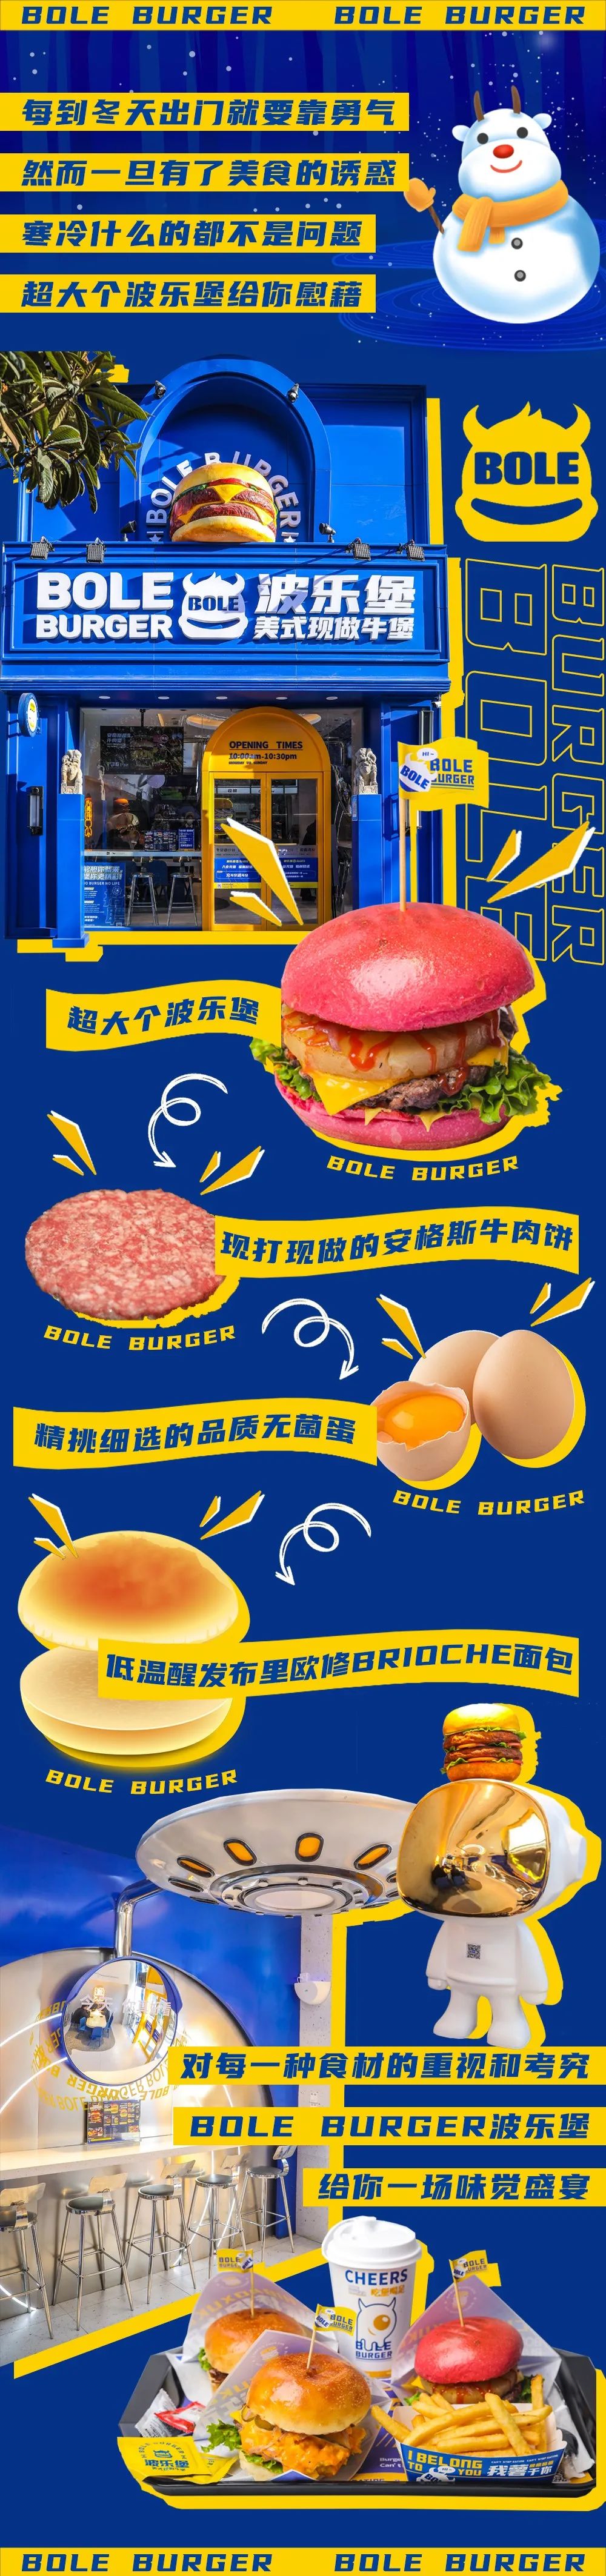 BOLE BURGER BOLE BURGER
每到冬天出门就要靠勇气
然而一旦有了美食的诱惑
寒冷什么的都不是问题
超大个波乐堡给你慰藉
BOLE BURGER
BOLE
BOLE
BURGER
BOLE
波乐堡
美式现做牛堡
BURGER
BOLE
OPENING TIMES
10:00am-10:30pm
HI~
BOLE
BOLE
BURGER
超大个波乐堡
BOLE BURGER
现打现做的安格斯牛肉饼
BOLE BURGER
精挑细选的品质无菌蛋
BOLE BURGER
低温醒发布里欧修BRIOCHE面包
BOLE BURGER
对每一种食材的重视和考究
BOLE BURGER波乐堡
给你一场味觉盛宴
CHEERS
BOLE
BURGER
BOLE
BOLE
BOLE
波乐堡
I BELONG
TO YOU
BOLE BURGER BOLE BURGER